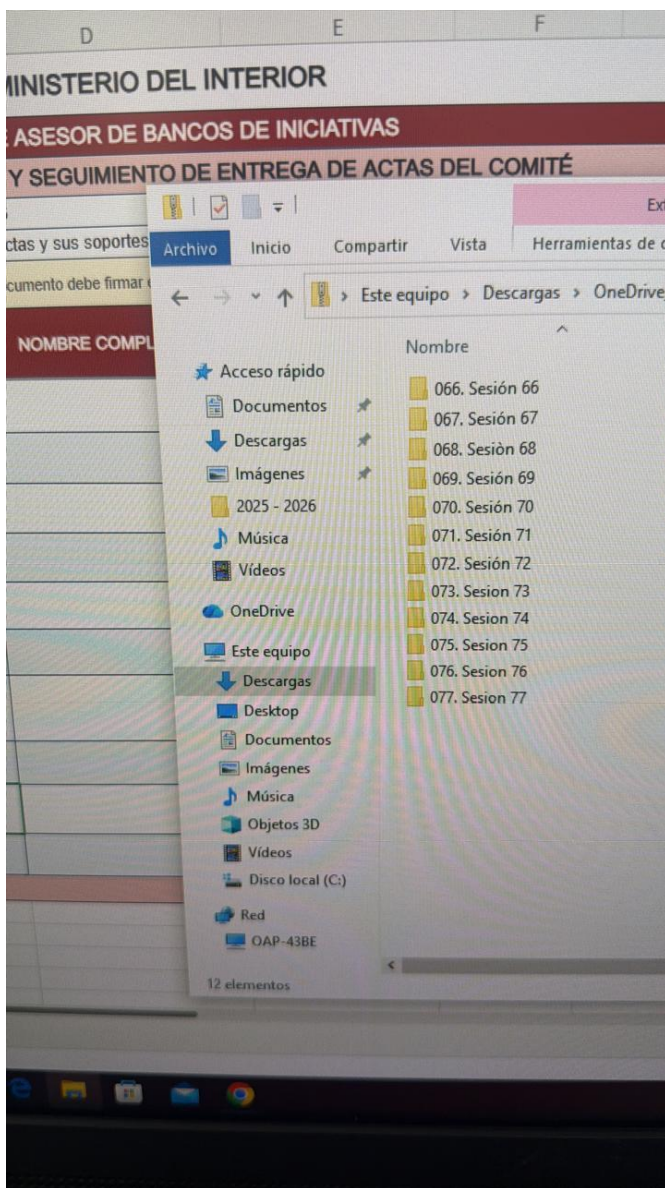 D E F
MINISTERIO DEL INTERIOR
ASESOR DE BANCOS DE INICIATIVAS
Y SEGUIMIENTO DE ENTREGA DE ACTAS DEL COMITÉ
ctas y sus soportes
cumento debe firmar
NOMBRE COMPL
Ext
Archivo Inicio Compartir Vista Herramientas de c
Este equipo > Descargas > OneDrive
Nombre
Acceso rápido
Documentos
Descargas
Imágenes
2025 - 2026
Música
Vídeos
OneDrive
Este equipo
Descargas
Desktop
Documentos
Imágenes
Música
Objetos 3D
Vídeos
Disco local (C:)
Red
OAP-43BE
12 elementos
066. Sesión 66
067. Sesión 67
068. Sesiòn 68
069. Sesión 69
070. Sesión 70
071. Sesión 71
072. Sesión 72
073. Sesion 73
074. Sesion 74
075. Sesion 75
076. Sesion 76
077. Sesion 77